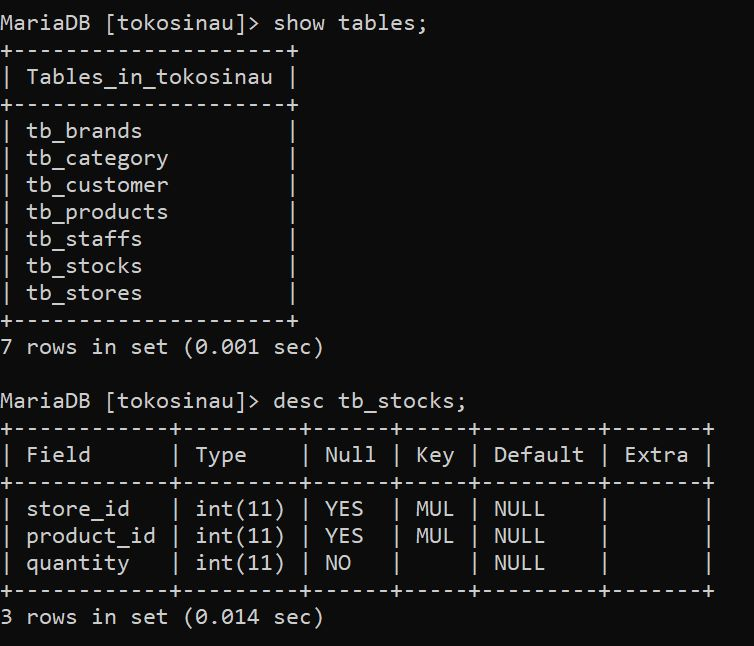 MariaDB [tokosinau]> show tables;
+---------------------+
| Tables_in_tokosinau |
+---------------------+
| tb_brands           |
| tb_category         |
| tb_customer         |
| tb_products         |
| tb_staffs           |
| tb_stocks           |
| tb_stores           |
+---------------------+
7 rows in set (0.001 sec)

MariaDB [tokosinau]> desc tb_stocks;
+------------+---------+------+-----+---------+-------+
| Field      | Type    | Null | Key | Default | Extra |
+------------+---------+------+-----+---------+-------+
| store_id   | int(11) | YES  | MUL | NULL    |       |
| product_id | int(11) | YES  | MUL | NULL    |       |
| quantity   | int(11) | NO   |     | NULL    |       |
+------------+---------+------+-----+---------+-------+
3 rows in set (0.014 sec)